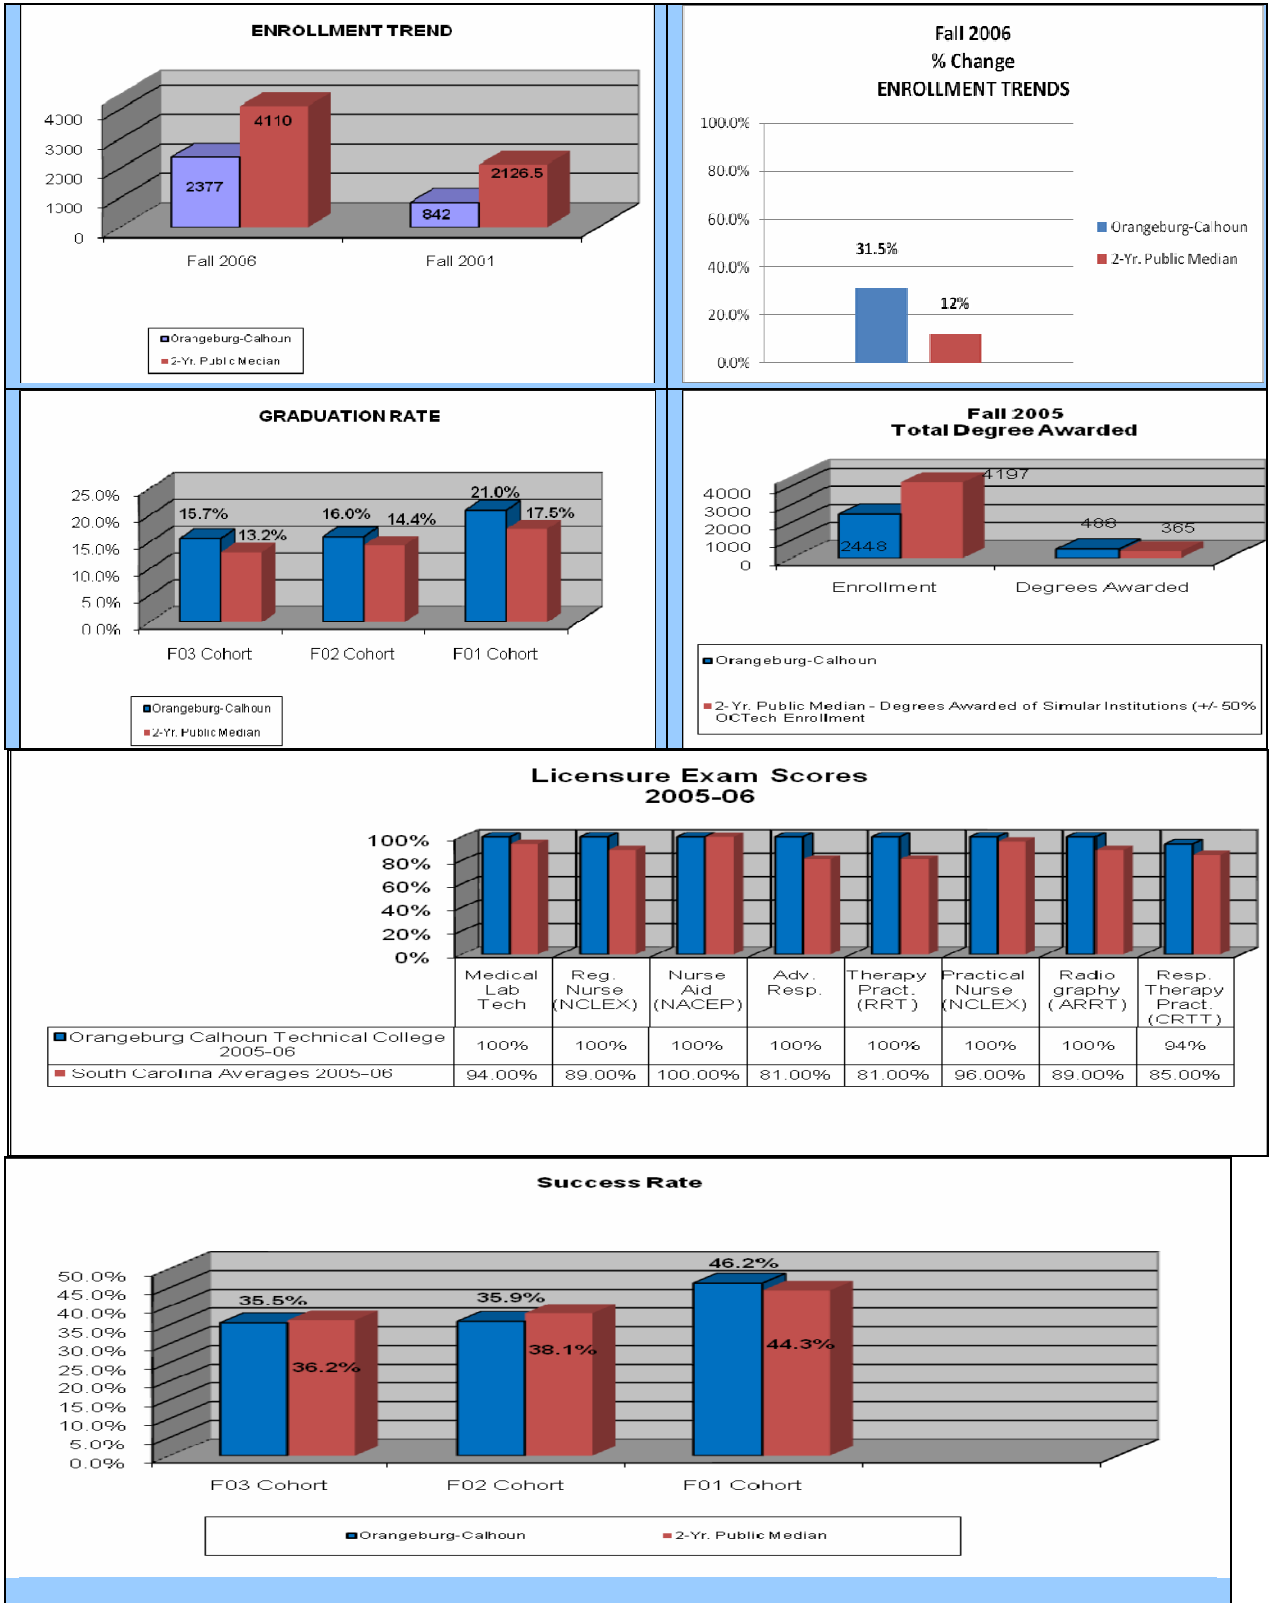 ENROLLMENT TREND
4000
3000
2000
1000
0
2377
4110
842
2126.5
Fall 2006
Fall 2001
Orangeburg-Calhoun
2-Yr. Public Median
Fall 2006
% Change
ENROLLMENT TRENDS
100.0%
80.0%
60.0%
40.0%
20.0%
0.0%
31.5%
12%
Orangeburg-Calhoun
2-Yr. Public Median
GRADUATION RATE
25.0%
20.0%
15.0%
10.0%
5.0%
0.0%
15.7%
13.2%
16.0%
14.4%
21.0%
17.5%
F03 Cohort
F02 Cohort
F01 Cohort
Orangeburg-Calhoun
2-Yr. Public Median
Fall 2005
Total Degree Awarded
4000
3000
2000
1000
0
2448
4197
488
365
Enrollment
Degrees Awarded
Orangeburg-Calhoun
2-Yr. Public Median - Degrees Awarded of Simular Institutions (+/- 50%
OCTech Enrollment
Licensure Exam Scores
2005-06
100%
80%
60%
40%
20%
0%
Medical Lab Tech
Reg. Nurse (NCLEX)
Nurse Aid (NACEP)
Adv. Resp.
Therapy Pract. (RRT)
Practical Nurse (NCLEX)
Radio graphy (ARRT)
Resp. Therapy Pract. (CRTT)
Orangeburg Calhoun Technical College 2005-06 100% 100% 100% 100% 100% 100% 100% 94%
South Carolina Averages 2005-06 94.00% 89.00% 100.00% 81.00% 81.00% 96.00% 89.00% 85.00%
Success Rate
50.0%
45.0%
40.0%
35.0%
30.0%
25.0%
20.0%
15.0%
10.0%
5.0%
0.0%
35.5%
36.2%
35.9%
38.1%
46.2%
44.3%
F03 Cohort
F02 Cohort
F01 Cohort
Orangeburg-Calhoun
2-Yr. Public Median